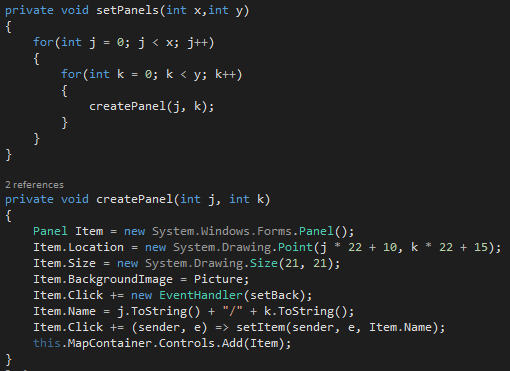 private void setPanels(int x,int y)
{
    for(int j = 0; j < x; j++)
    {
        for(int k = 0; k < y; k++)
        {
            createPanel(j, k);
        }
    }
}
2 references
private void createPanel(int j, int k)
{
    Panel Item = new System.Windows.Forms.Panel();
    Item.Location = new System.Drawing.Point(j * 22 + 10, k * 22 + 15);
    Item.Size = new System.Drawing.Size(21, 21);
    Item.BackgroundImage = Picture;
    Item.Click += new EventHandler(setBack);
    Item.Name = j.ToString() + "/" + k.ToString();
    Item.Click += (sender, e) => setItem(sender, e, Item.Name);
    this.MapContainer.Controls.Add(Item);
}